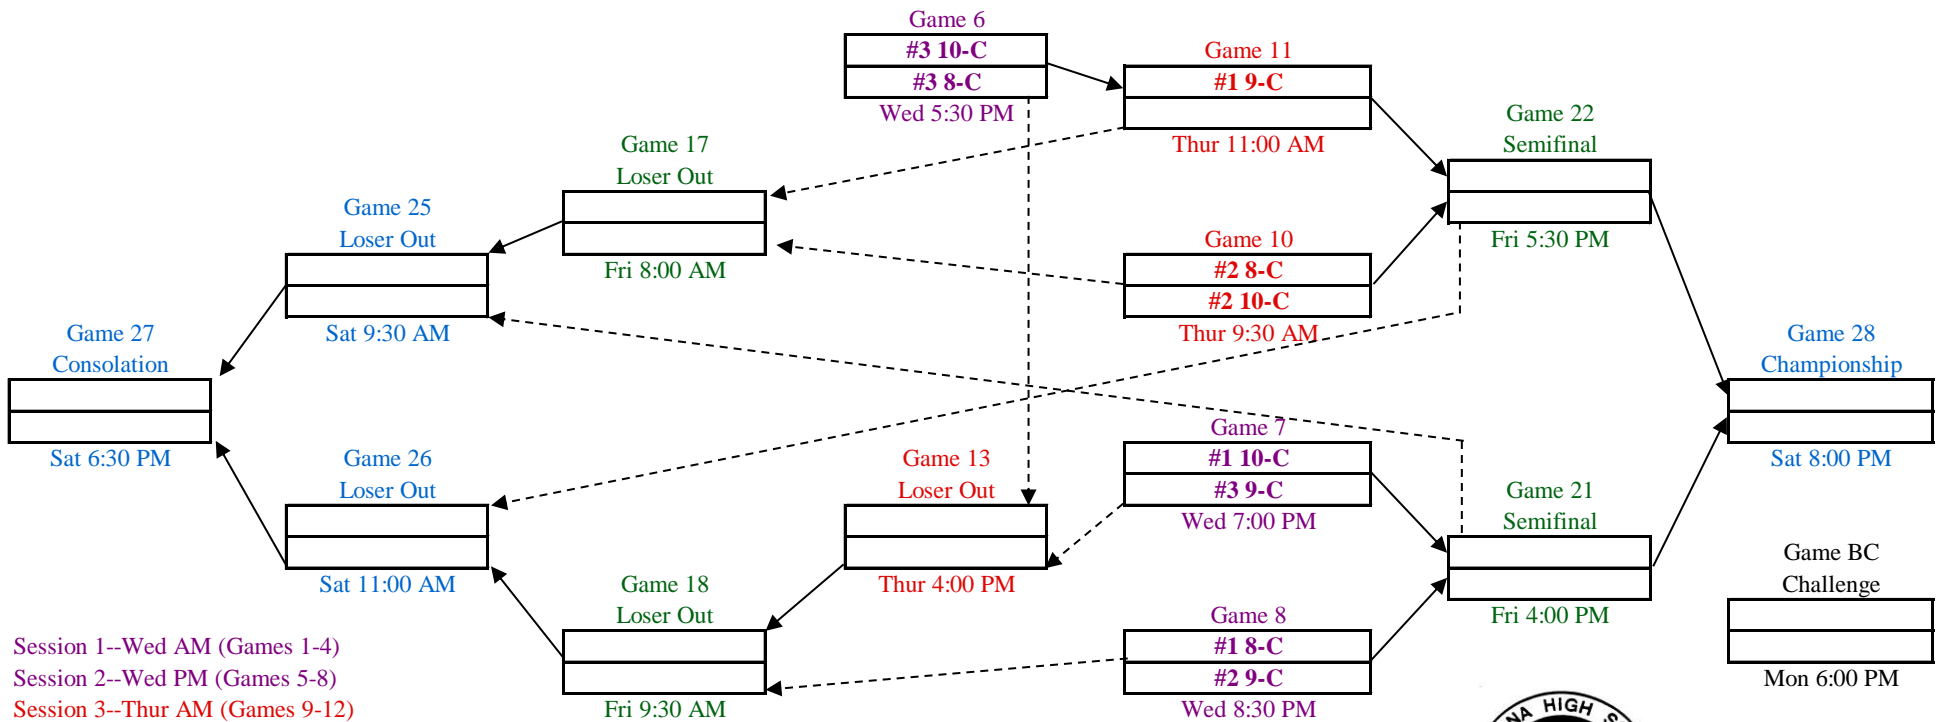 Game 6
#3 10-C
#3 8-C
Wed 5:30 PM
Game 11
#1 9-C
Thur 11:00 AM
Game 22
Semifinal
Fri 5:30 PM
Game 17
Loser Out
Fri 8:00 AM
Game 25
Loser Out
Sat 9:30 AM
Game 10
#2 8-C
#2 10-C
Thur 9:30 AM
Game 27
Consolation
Sat 6:30 PM
Game 28
Championship
Sat 8:00 PM
Game 7
#1 10-C
#3 9-C
Wed 7:00 PM
Game 26
Loser Out
Sat 11:00 AM
Game 13
Loser Out
Thur 4:00 PM
Game 21
Semifinal
Fri 4:00 PM
Game BC
Challenge
Mon 6:00 PM
Game 18
Loser Out
Fri 9:30 AM
Game 8
#1 8-C
#2 9-C
Wed 8:30 PM
Session 1--Wed AM (Games 1-4)
Session 2--Wed PM (Games 5-8)
Session 3--Thur AM (Games 9-12)
HIGH